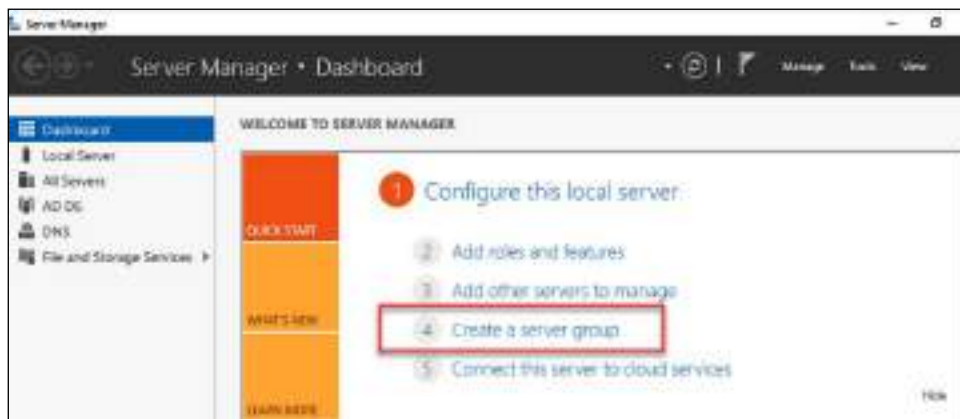 Server Manager
Server Manager • Dashboard
Manage Tools View
Dashboard
Local Server
All Servers
AD DS
DNS
File and Storage Services
WELCOME TO SERVER MANAGER
QUICK START
WHAT'S NEW
LEARN MORE
1 Configure this local server
2 Add roles and features
3 Add other servers to manage
4 Create a server group
5 Connect this server to cloud services
Hide